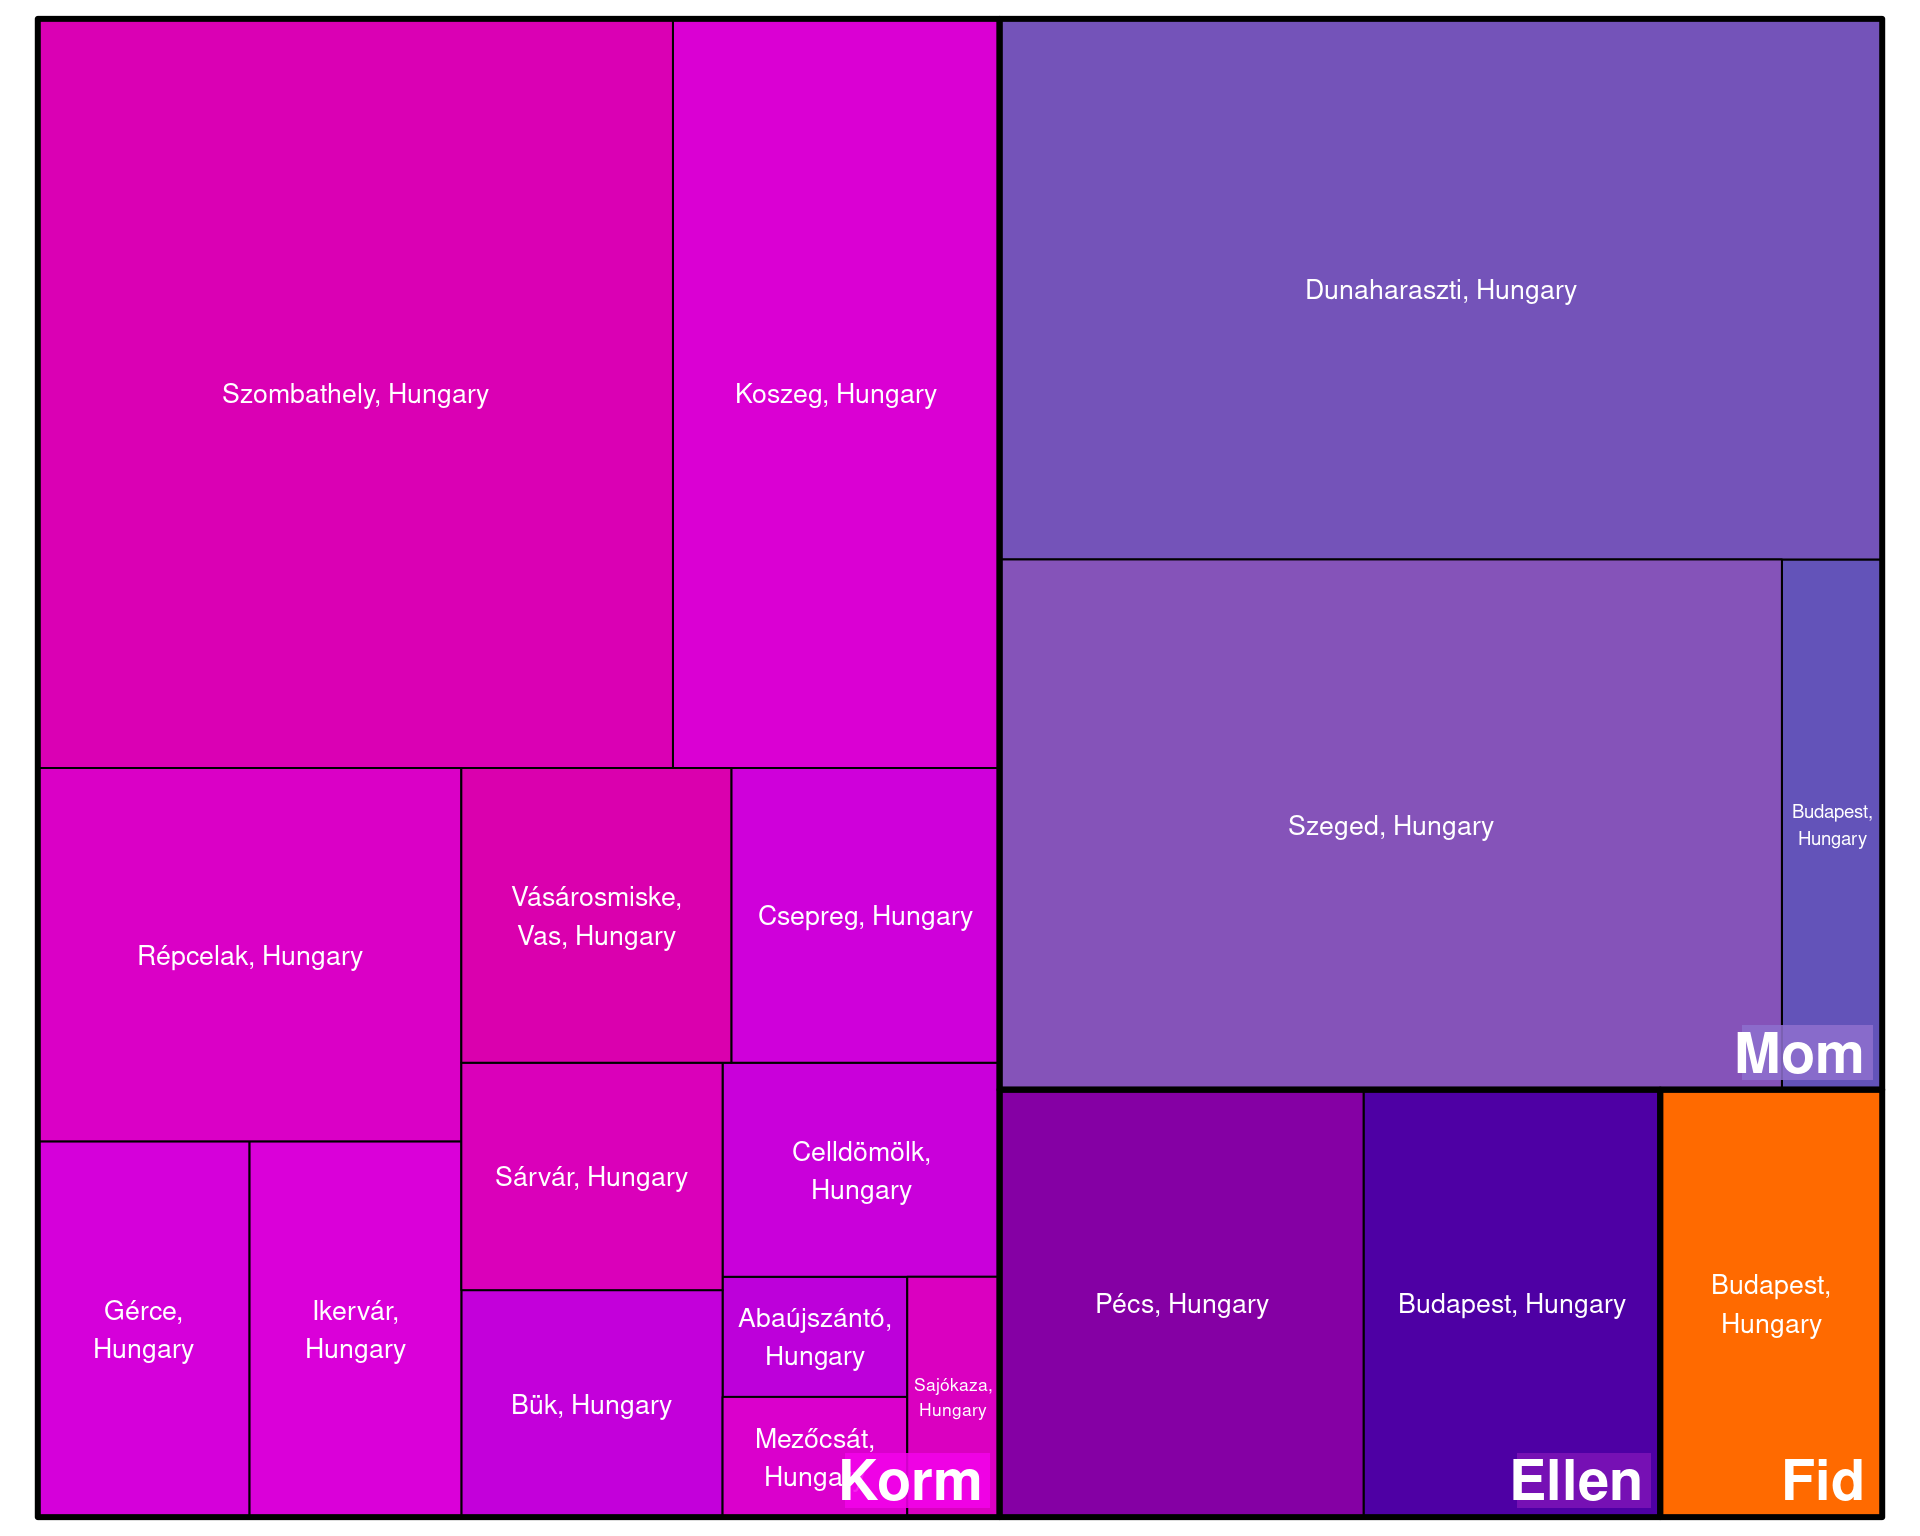 Szombathely, Hungary
Koszeg, Hungary
Répcelak, Hungary
Vásárosmiske,
Vas, Hungary
Csepreg, Hungary
Sárvár, Hungary
Celldömölk,
Hungary
Gérce,
Hungary
Ikervár,
Hungary
Bük, Hungary
Abaújszántó,
Hungary
Mezőcsát,
Hunga
Sajókaza,
Hungary
Korm
Dunaharaszti, Hungary
Szeged, Hungary
Budapest,
Hungary
Mom
Pécs, Hungary
Budapest, Hungary
Ellen
Budapest,
Hungary
Fid